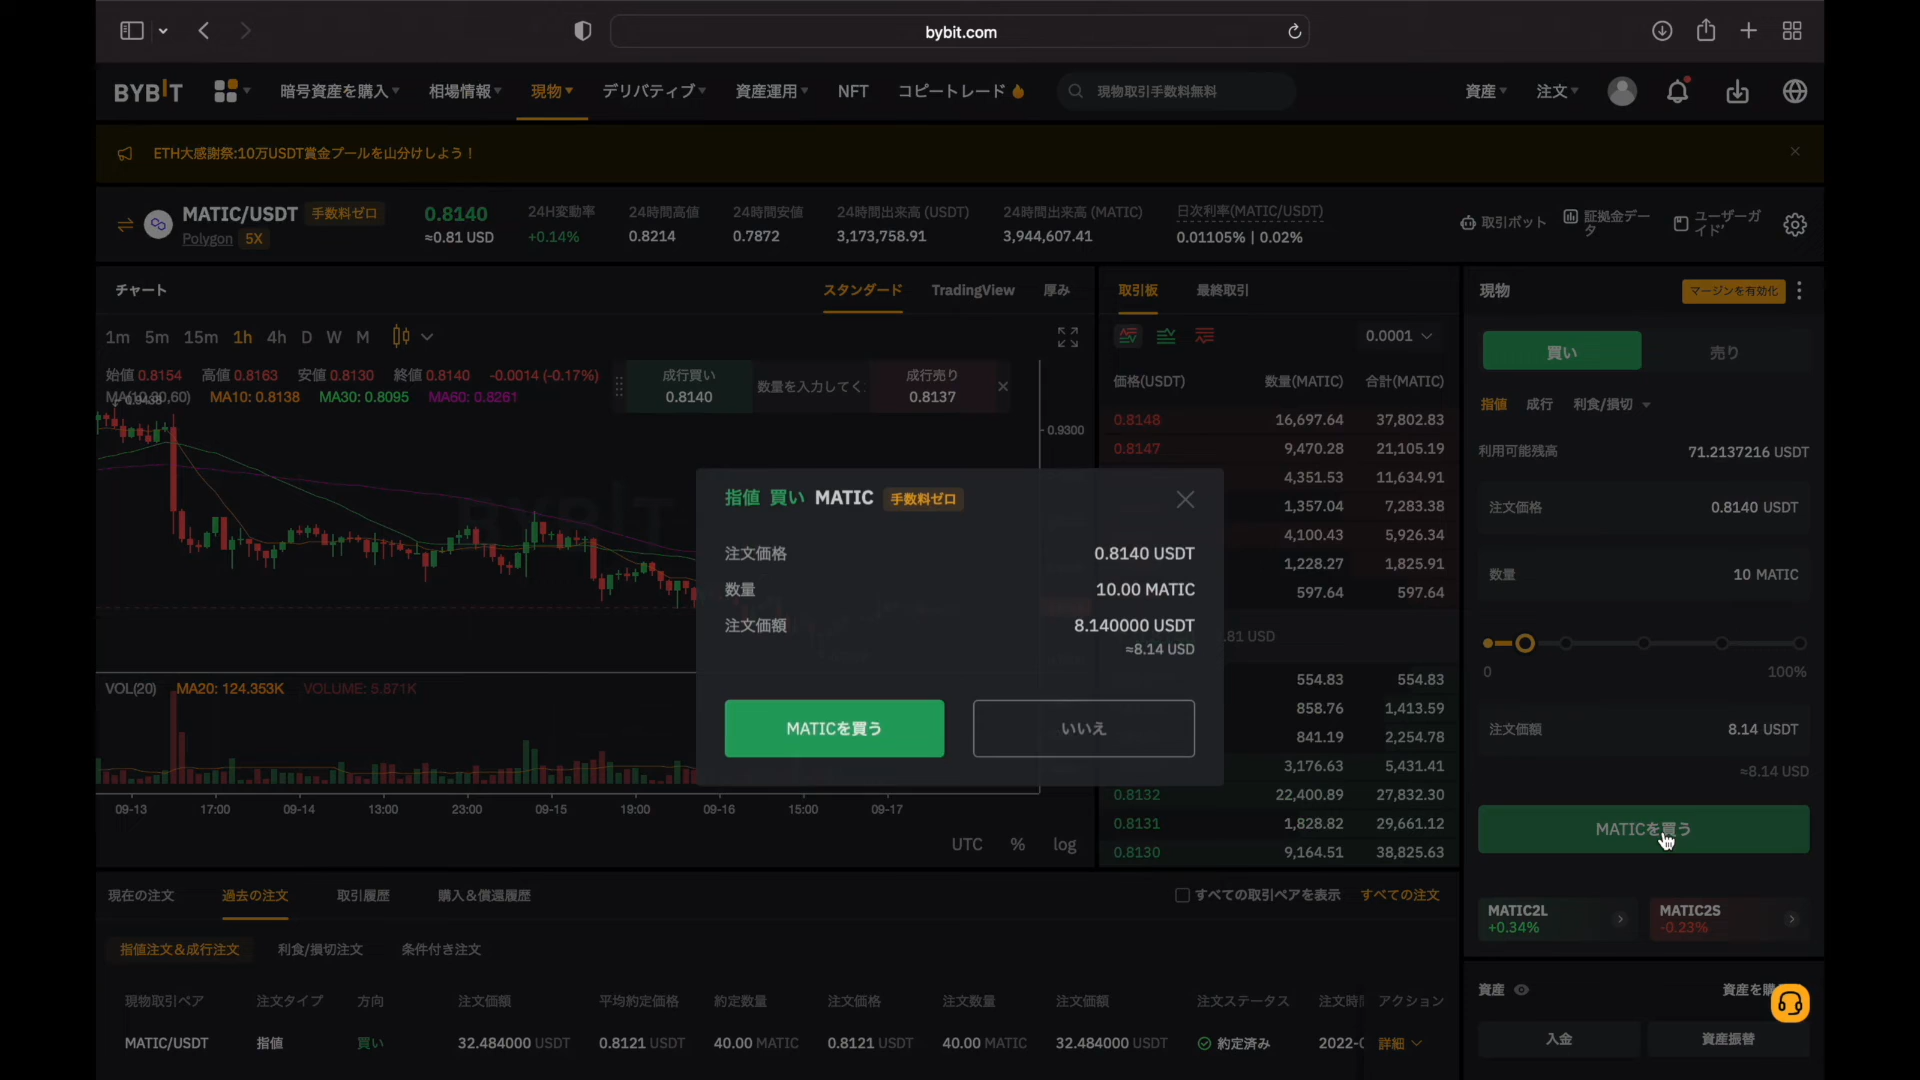 bybit.com
BYBIT 暗号資産を購入 相場情報 現物 デリバティブ 資産運用 NFT コピートレード 現物取引手数料無料 資産 注文
ETH大感謝祭:10万USDT賞金プールを山分けしよう！
MATIC/USDT 手数料ゼロ 0.8140 24H変動率 24時間高値 24時間安値 24時間出来高 (USDT) 24時間出来高 (MATIC) 日次利率(MATIC/USDT) 取引ボット 証拠金データ ユーザーガイド
Polygon 5X ≈0.81 USD +0.14% 0.8214 0.7872 3,173,758.91 3,944,607.41 0.01105% | 0.02%
チャート スタンダード TradingView 厚み
1m 5m 15m 1h 4h D W M
始値 0.8154 高値 0.8163 安値 0.8130 終値 0.8140 -0.0014 (-0.17%)
MA(10,30,60) MA10: 0.8138 MA30: 0.8095 MA60: 0.8261
成行買い 0.8140 数量を入力してく 成行売り 0.8137
0.9300
BYBIT
VOL(20) MA20: 124.353K VOLUME: 5.871K
09-13 17:00 09-14 13:00 23:00 09-15 19:00 09-16 15:00 09-17
UTC % log
取引板 最終取引
0.0001
価格(USDT) 数量(MATIC) 合計(MATIC)
0.8148 16,697.64 37,802.83
0.8147 9,470.28 21,105.19
4,351.53 11,634.91
1,357.04 7,283.38
4,100.43 5,926.34
1,228.27 1,825.91
597.64 597.64
.81 USD
554.83 554.83
858.76 1,413.59
841.19 2,254.78
3,176.63 5,431.41
0.8132 22,400.89 27,832.30
0.8131 1,828.82 29,661.12
0.8130 9,164.51 38,825.63
指値 買い MATIC 手数料ゼロ
注文価格 0.8140 USDT
数量 10.00 MATIC
注文価額 8.140000 USDT
≈8.14 USD
MATICを買う いいえ
現物 マージンを有効化
買い 売り
指値 成行 利食/損切
利用可能残高 71.2137216 USDT
注文価格 0.8140 USDT
数量 10 MATIC
0 100%
注文価額 8.14 USDT
≈8.14 USD
MATICを買う
MATIC2L +0.34% MATIC2S -0.23%
資産 資産を購
入金 資産振替
現在の注文 過去の注文 取引履歴 購入＆償還履歴 すべての取引ペアを表示 すべての注文
指値注文＆成行注文 利食/損切注文 条件付き注文
現物取引ペア 注文タイプ 方向 注文価額 平均約定価格 約定数量 注文価格 注文数量 注文価額 注文ステータス 注文時 アクション
MATIC/USDT 指値 買い 32.484000 USDT 0.8121 USDT 40.00 MATIC 0.8121 USDT 40.00 MATIC 32.484000 USDT 約定済み 2022-0 詳細